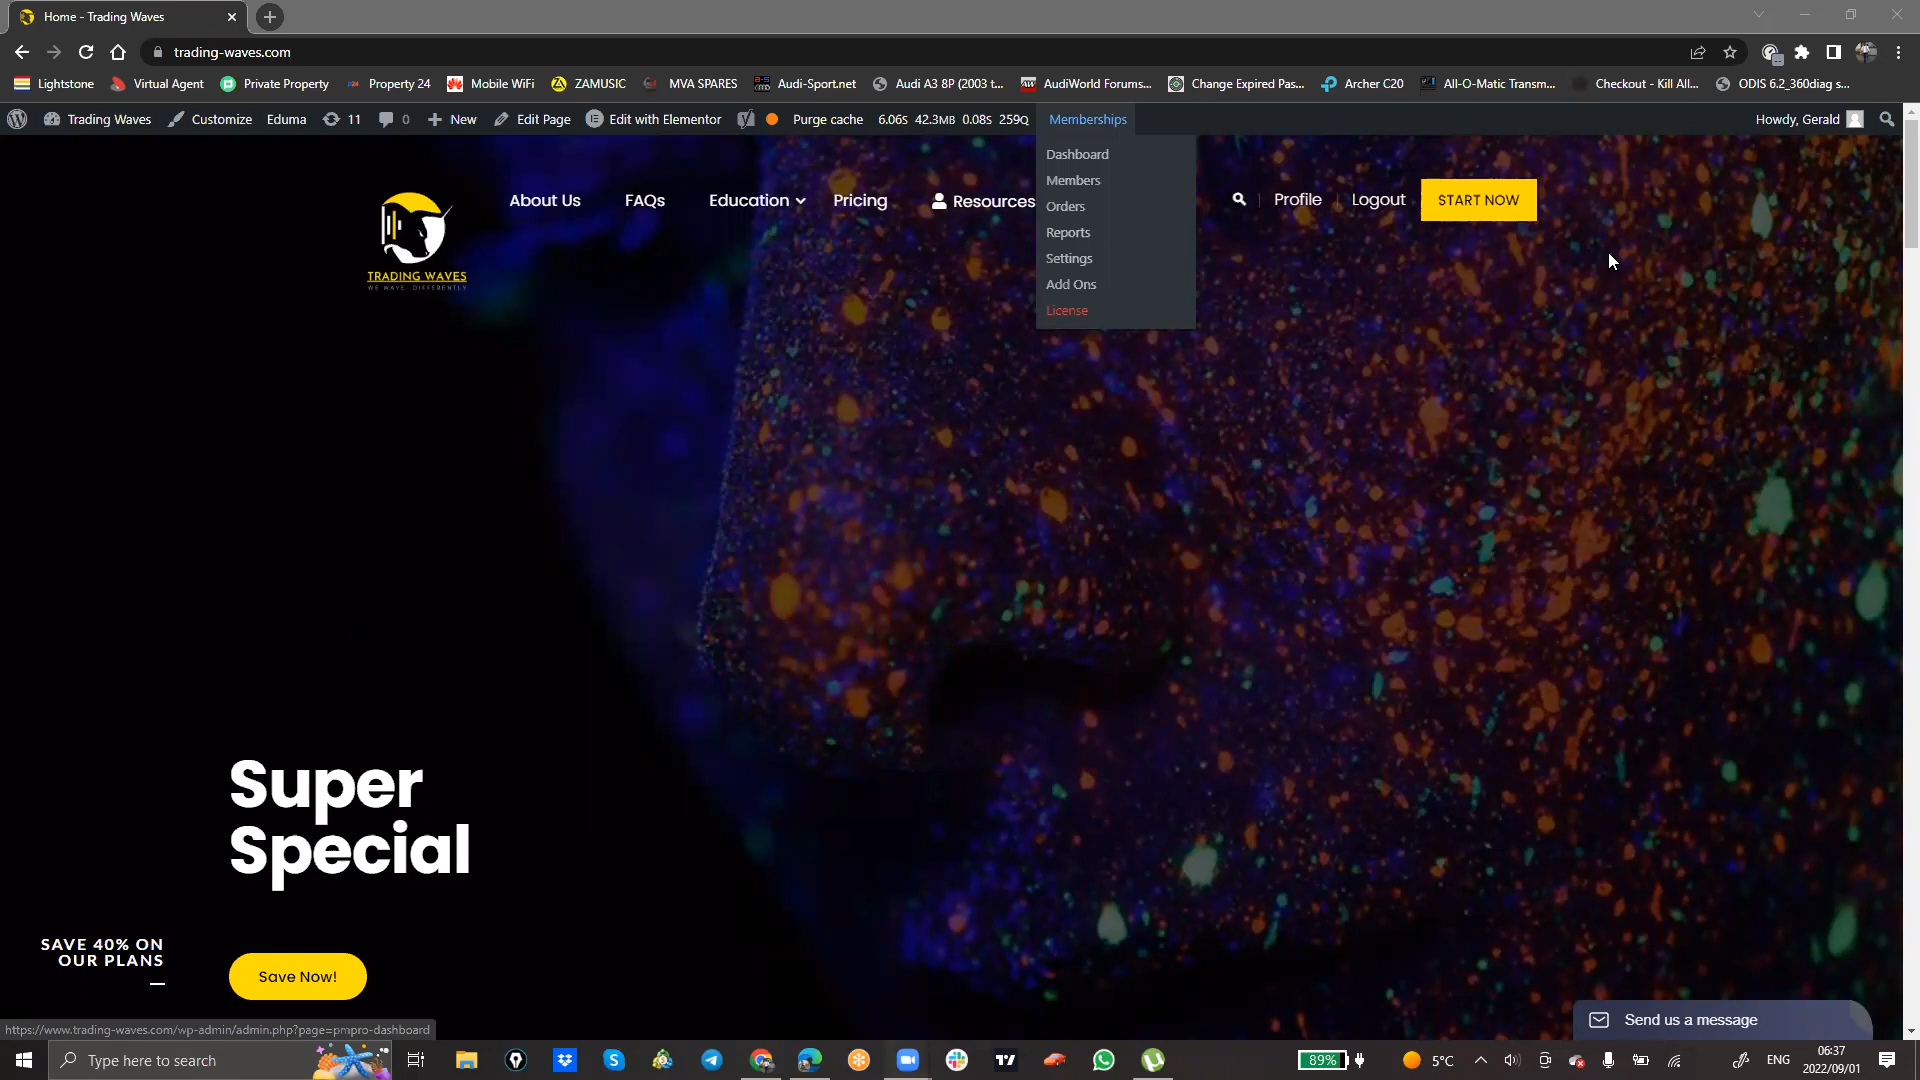 Home - Trading Waves
trading-waves.com
Lightstone Virtual Agent Private Property Property 24 Mobile WiFi ZAMUSIC MVA SPARES Audi-Sport.net Audi A3 8P (2003 t... AudiWorld Forums... Change Expired Pas... Archer C20 All-O-Matic Transm... Checkout - Kill All... ODIS 6.2_360diag s...
Trading Waves Customize Eduma 11 0 New Edit Page Edit with Elementor Purge cache 6.06S 42.3MB 0.08S 259Q Memberships Howdy, Gerald
Dashboard
Members
Orders
Reports
Settings
Add Ons
License
About Us FAQs Education Pricing Resources Profile Logout START NOW
TRADING WAVES
WE WAVE DIFFERENTLY
Super
Special
SAVE 40% ON
OUR PLANS
Save Now!
Send us a message
https://www.trading-waves.com/wp-admin/admin.php?page=pmpro-dashboard
Type here to search
89% 5°C ENG 06:37
2022/09/01